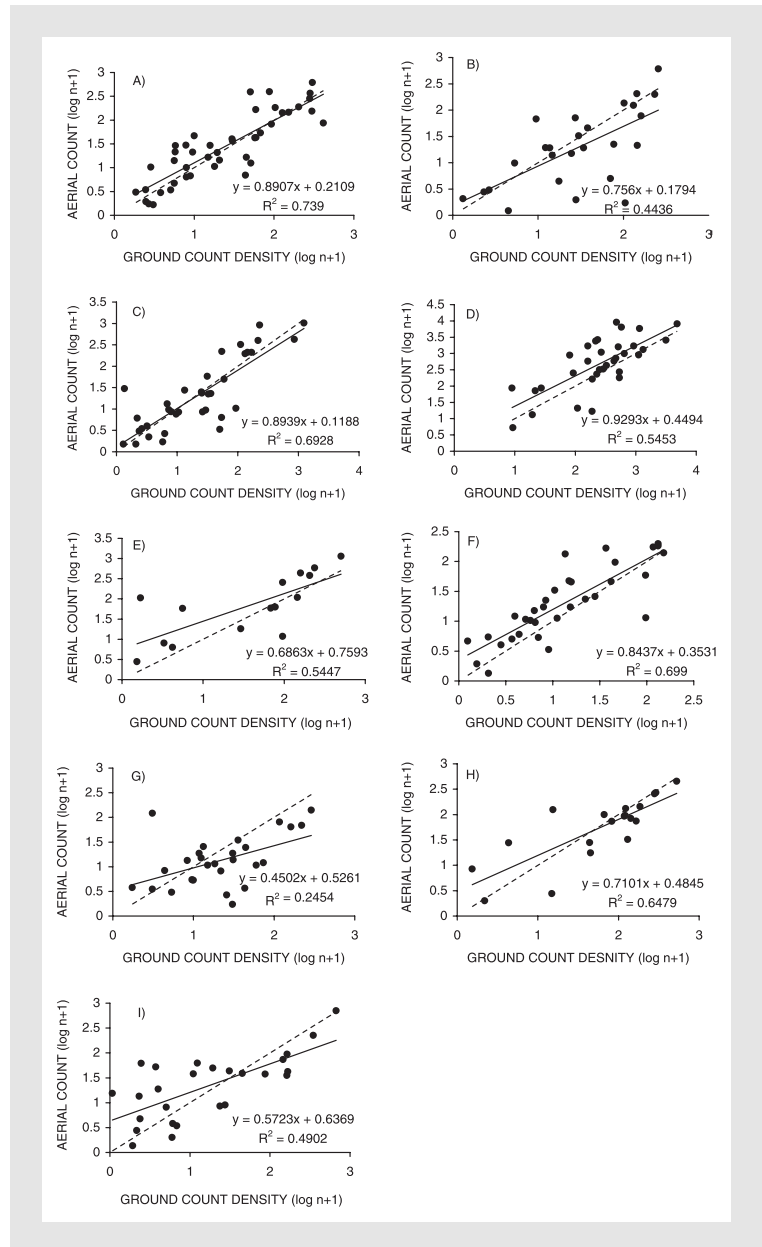 A)
AERIAL COUNT (log n+1)
3
2.5
2
1.5
1
0.5
0
y = 0.8907x + 0.2109
R2 = 0.739
0 1 2 3
GROUND COUNT DENSITY (log n+1)
B)
AERIAL COUNT (log n+1)
3
2.5
2
1.5
1
0.5
0
y = 0.756x + 0.1794
R2 = 0.4436
0 1 2 3
GROUND COUNT DENSITY (log n+1)
C)
AERIAL COUNT (log n+1)
3.5
3
2.5
2
1.5
1
0.5
0
y = 0.8939x + 0.1188
R2 = 0.6928
0 1 2 3 4
GROUND COUNT DENSITY (log n+1)
D)
AERIAL COUNT (log n+1)
4.5
4
3.5
3
2.5
2
1.5
1
0.5
0
y = 0.9293x + 0.4494
R2 = 0.5453
0 1 2 3 4
GROUND COUNT DENSITY (log n+1)
E)
AERIAL COUNT (log n+1)
3.5
3
2.5
2
1.5
1
0.5
0
y = 0.6863x + 0.7593
R2 = 0.5447
0 1 2 3
GROUND COUNT DENSITY (log n+1)
F)
AERIAL COUNT (log n+1)
2.5
2
1.5
1
0.5
0
y = 0.8437x + 0.3531
R2 = 0.699
0 0.5 1 1.5 2 2.5
GROUND COUNT DENSITY (log n+1)
G)
AERIAL COUNT (log n+1)
3
2.5
2
1.5
1
0.5
0
y = 0.4502x + 0.5261
R2 = 0.2454
0 1 2 3
GROUND COUNT DENSITY (log n+1)
H)
AERIAL COUNT (log n+1)
3
2.5
2
1.5
1
0.5
0
y = 0.7101x + 0.4845
R2 = 0.6479
0 1 2 3
GROUND COUNT DESNITY (log n+1)
I)
AERIAL COUNT (log n+1)
3
2.5
2
1.5
1
0.5
0
y = 0.5723x + 0.6369
R2 = 0.4902
0 1 2 3
GROUND COUNT DENSITY (log n+1)